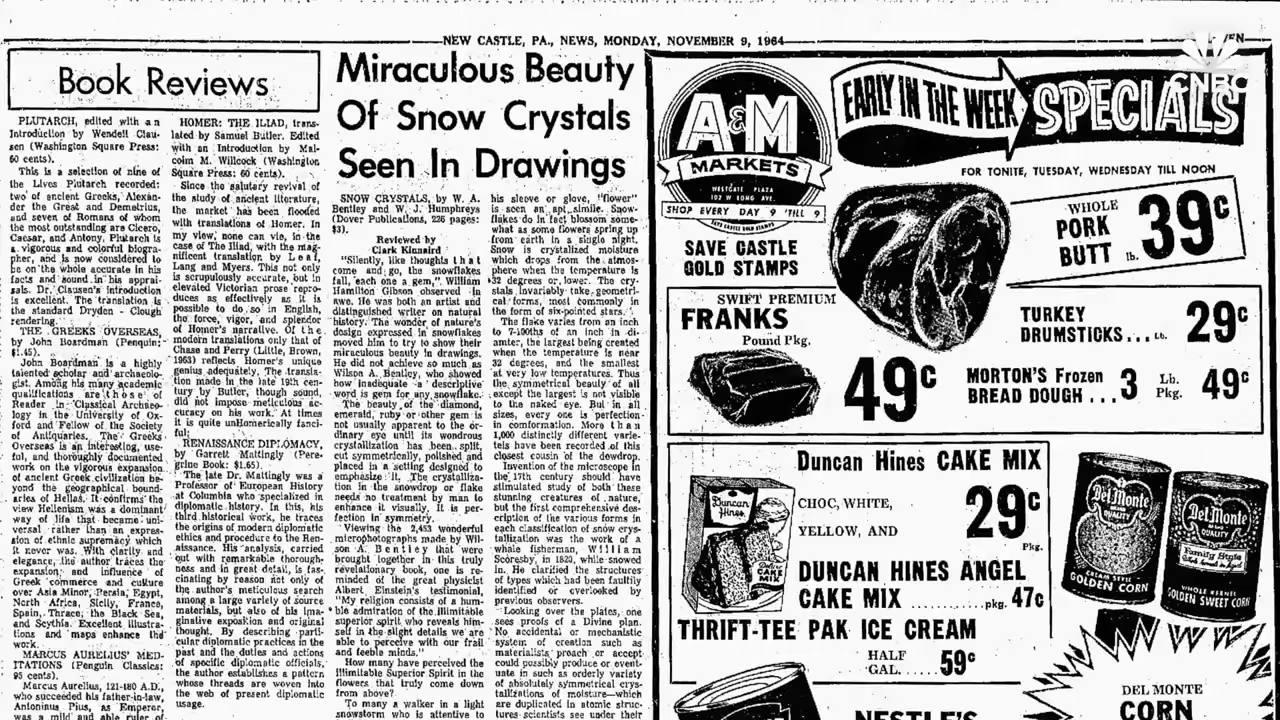 NEW CASTLE, PA., NEWS, MONDAY, NOVEMBER 9, 1964
CNBC
Book Reviews
PLUTARCH, edited with an
Introduction by Wendell Clau-
sen (Washington Square Press:
60 cents).
This is a selection of nine of
the Lives Plutarch recorded:
two of ancient Greeks, Alexan-
der the Great and Demetrius,
and seven of Romans of whom
the most outstanding are Cicero,
Caesar, and Antony. Plutarch is
a vigorous and colorful biogra-
pher, and is now considered to
be on the whole accurate in his
facts and sound in his apprai-
sals. Dr. Clausen's introduction
is excellent. The translation is
the standard Dryden - Clough
rendering.
THE GREEKS OVERSEAS,
by John Boardman (Penguin:
$1.45).
John Boardman is a highly
talented scholar and archaeolo-
gist. Among his many academic
qualifications are those of
Reader in Classical Archaeo-
logy in the University of Ox-
ford and Fellow of the Society
of Antiquaries. The Greeks
Overseas is an interesting, use-
ful, and thoroughly documented
work on the vigorous expansion
of ancient Greek civilization be-
yond the geographical bound-
aries of Hellas. It confirms the
view Hellenism was a dominant
way of life that became uni-
versal rather than an expres-
sion of ethnic supremacy which
it never was. With clarity and
elegance, the author traces the
expansion and influence of
Greek commerce and culture
over Asia Minor, Persia, Egypt,
North Africa, Sicily, France,
Spain, Thrace, the Black Sea,
and Scythia. Excellent illustra-
tions and maps enhance the
work.
MARCUS AURELIUS' MED-
ITATIONS (Penguin Classics:
95 cents).
Marcus Aurelius, 121-180 A.D.,
who succeeded his father-in-law,
Antoninus Pius, as Emperor,
was a mild and able ruler of
HOMER: THE ILIAD, trans-
lated by Samuel Butler. Edited
with an Introduction by Mal-
colm M. Willcock (Washington
Square Press: 60 cents).
Since the salutary revival of
the study of ancient literature,
the market has been flooded
with translations of Homer. In
my view, none can vie, in the
case of The Iliad, with the mag-
nificent translation by Leaf,
Lang and Myers. This not only
is scrupulously accurate, but in
elevated Victorian prose repro-
duces as effectively as it is
possible to do so in English,
the force, vigor, and splendor
of Homer's narrative. Of the
modern translations only that of
Chase and Perry (Little, Brown,
1953) reflects Homer's unique
genius adequately. The transla-
tion made in the late 19th cen-
tury by Butler, though sound,
did not impose meticulous ac-
curacy on his work. At times
it is quite unHomerically fanci-
ful.
RENAISSANCE DIPLOMACY,
by Garrett Mattingly (Pere-
grine Book: $1.65).
The late Dr. Mattingly was a
Professor of European History
at Columbia who specialized in
diplomatic history. In this, his
third historical work, he traces
the origins of modern diplomatic
ethics and procedure to the Ren-
aissance. His analysis, carried
out with remarkable thorough-
ness and in great detail, is fas-
cinating by reason not only of
the author's meticulous search
among a large variety of source
materials, but also of his ima-
ginative exposition and original
thought. By describing parti-
cular diplomatic practices in the
past and the duties and actions
of specific diplomatic officials,
the author establishes a pattern
whose threads are woven into
the web of present diplomatic
usage.
Miraculous Beauty
Of Snow Crystals
Seen In Drawings
SNOW CRYSTALS, by W. A.
Bentley and W. J. Humphreys
(Dover Publications, 226 pages:
$3).
Reviewed by
Clark Kinnaird
"Silently, like thoughts that
come and go, the snowflakes
fall, each one a gem," William
Hamilton Gibson observed in
awe. He was both an artist and
distinguished writer on natural
history. The wonder of nature's
design expressed in snowflakes
moved him to try to show their
miraculous beauty in drawings.
He did not achieve so much as
Wilson A. Bentley, who showed
how inadequate a descriptive
word is gem for any snowflake.
The beauty of the diamond,
emerald, ruby or other gem is
not usually apparent to the or-
dinary eye until its wondrous
crystallization has been split,
cut symmetrically, polished and
placed in a setting designed to
emphasize it. The crystalliza-
tion in the snowdrop or flake
needs no treatment by man to
enhance it visually. It is per-
fection in symmetry.
Viewing the 2,453 wonderful
microphotographs made by Wil-
son A. Bentley that were
brought together in this truly
revolutionary book, one is re-
minded of the great physicist
Albert Einstein's testimonial,
"My religion consists of a hum-
ble admiration of the illimitable
superior spirit who reveals him-
self in the slight details we are
able to perceive with our frail
and feeble minds."
How many have perceived the
Illimitable Superior Spirit in the
flowers that truly come down
from above?
To many a walker in a light
snowstorm who is attentive to
his sleeve or glove, "flower"
is seen an apt simile. Snow-
flakes do in fact blossom some-
what as some flowers spring up
from earth in a single night.
Snow is crystalized moisture
which drops from the atmos-
phere when the temperature is
32 degrees or lower. The cry-
stals invariably take geometri-
cal forms, most commonly in
the form of six-pointed stars.
The flake varies from an inch
to 7-100ths of an inch in di-
amter, the largest being created
when the temperature is near
32 degrees, and the smallest
at very low temperatures. Thus
the symmetrical beauty of all
except the largest is not visible
to the naked eye. But in all
sizes, every one is perfection
in comformation. More than
1,000 distinctly different varie-
tels have been recorded of this
closest cousin of the dewdrop.
Invention of the microscope in
the 17th century should have
stimulated study of both these
stunning creatures of nature,
but the first comprehensive des-
cription of the various forms in
each classification of snow crys-
tallization was the work of a
whale fisherman, William
Scoresby, in 1820, while snowed
in. He clarified the structures
of types which had been faultily
identified or overlooked by
previous observers.
Looking over the plates, one
sees proofs of a Divine plan.
No accidental or mechanistic
system of creation such as
materialists preach or accept
could possibly produce or event-
uate in such orderly variety
of absolutely symmetrical crys-
tallizations of moisture—which
are duplicated in atomic struc-
tures scientists see under their
A&M
MARKETS
WESTGATE PLAZA
102 W LONG AVE.
SHOP EVERY DAY 9 'TILL 9
SAVE CASTLE
GOLD STAMPS
EARLY IN THE WEEK SPECIALS
FOR TONITE, TUESDAY, WEDNESDAY TILL NOON
WHOLE
PORK
BUTT lb. 39c
SWIFT PREMIUM
FRANKS
Pound Pkg.
49c
TURKEY
DRUMSTICKS... Lb. 29c
MORTON'S Frozen
BREAD DOUGH ... 3 Lb. Pkg. 49c
Duncan Hines CAKE MIX
CHOC, WHITE,
YELLOW, AND
29c
Pkg.
Duncan
Hines
CAKE
MIX
DUNCAN HINES ANGEL
CAKE MIX ........... pkg. 47c
THRIFT-TEE PAK ICE CREAM
HALF
GAL. ...... 59c
Del Monte
QUALITY
CREAM STYLE
GOLDEN CORN
Del Monte
QUALITY
Family Style
WHOLE KERNEL
GOLDEN SWEET CORN
DEL MONTE
CORN
NESTLE'S